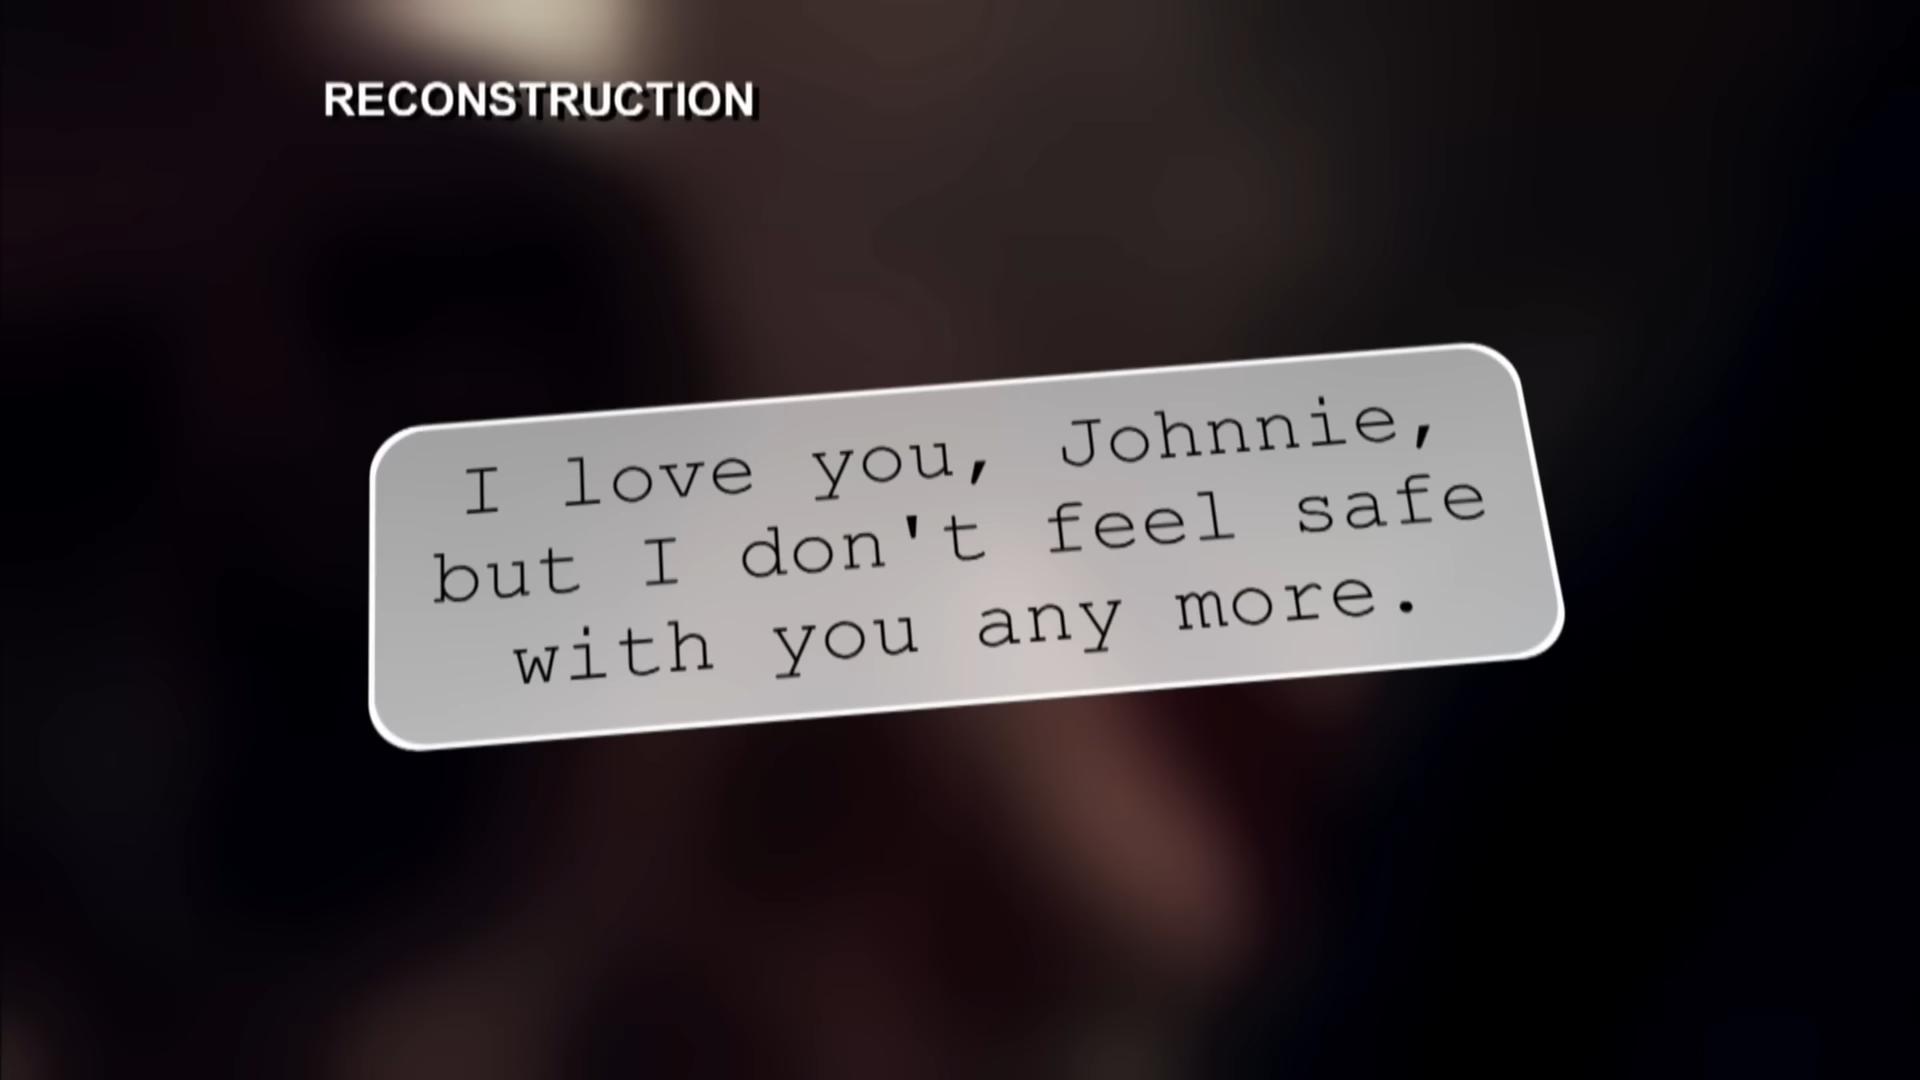 RECONSTRUCTION
I love you, Johnnie,
but I don't feel safe
with you any more.